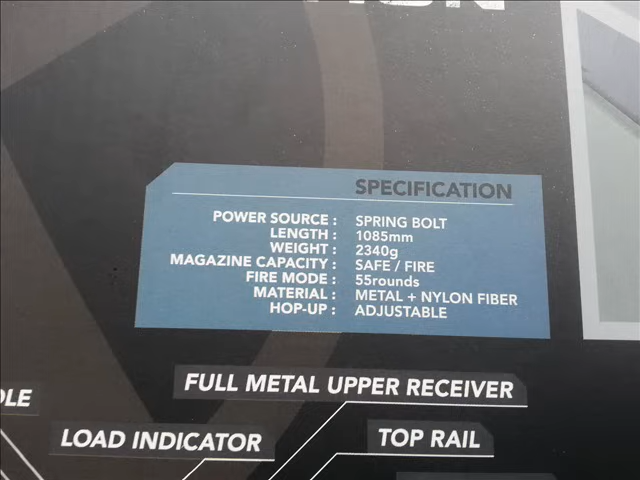 SPECIFICATION
POWER SOURCE : SPRING BOLT
LENGTH : 1085mm
WEIGHT : 2340g
MAGAZINE CAPACITY : SAFE / FIRE
FIRE MODE : 55rounds
MATERIAL : METAL + NYLON FIBER
HOP-UP : ADJUSTABLE
FULL METAL UPPER RECEIVER
LOAD INDICATOR
TOP RAIL